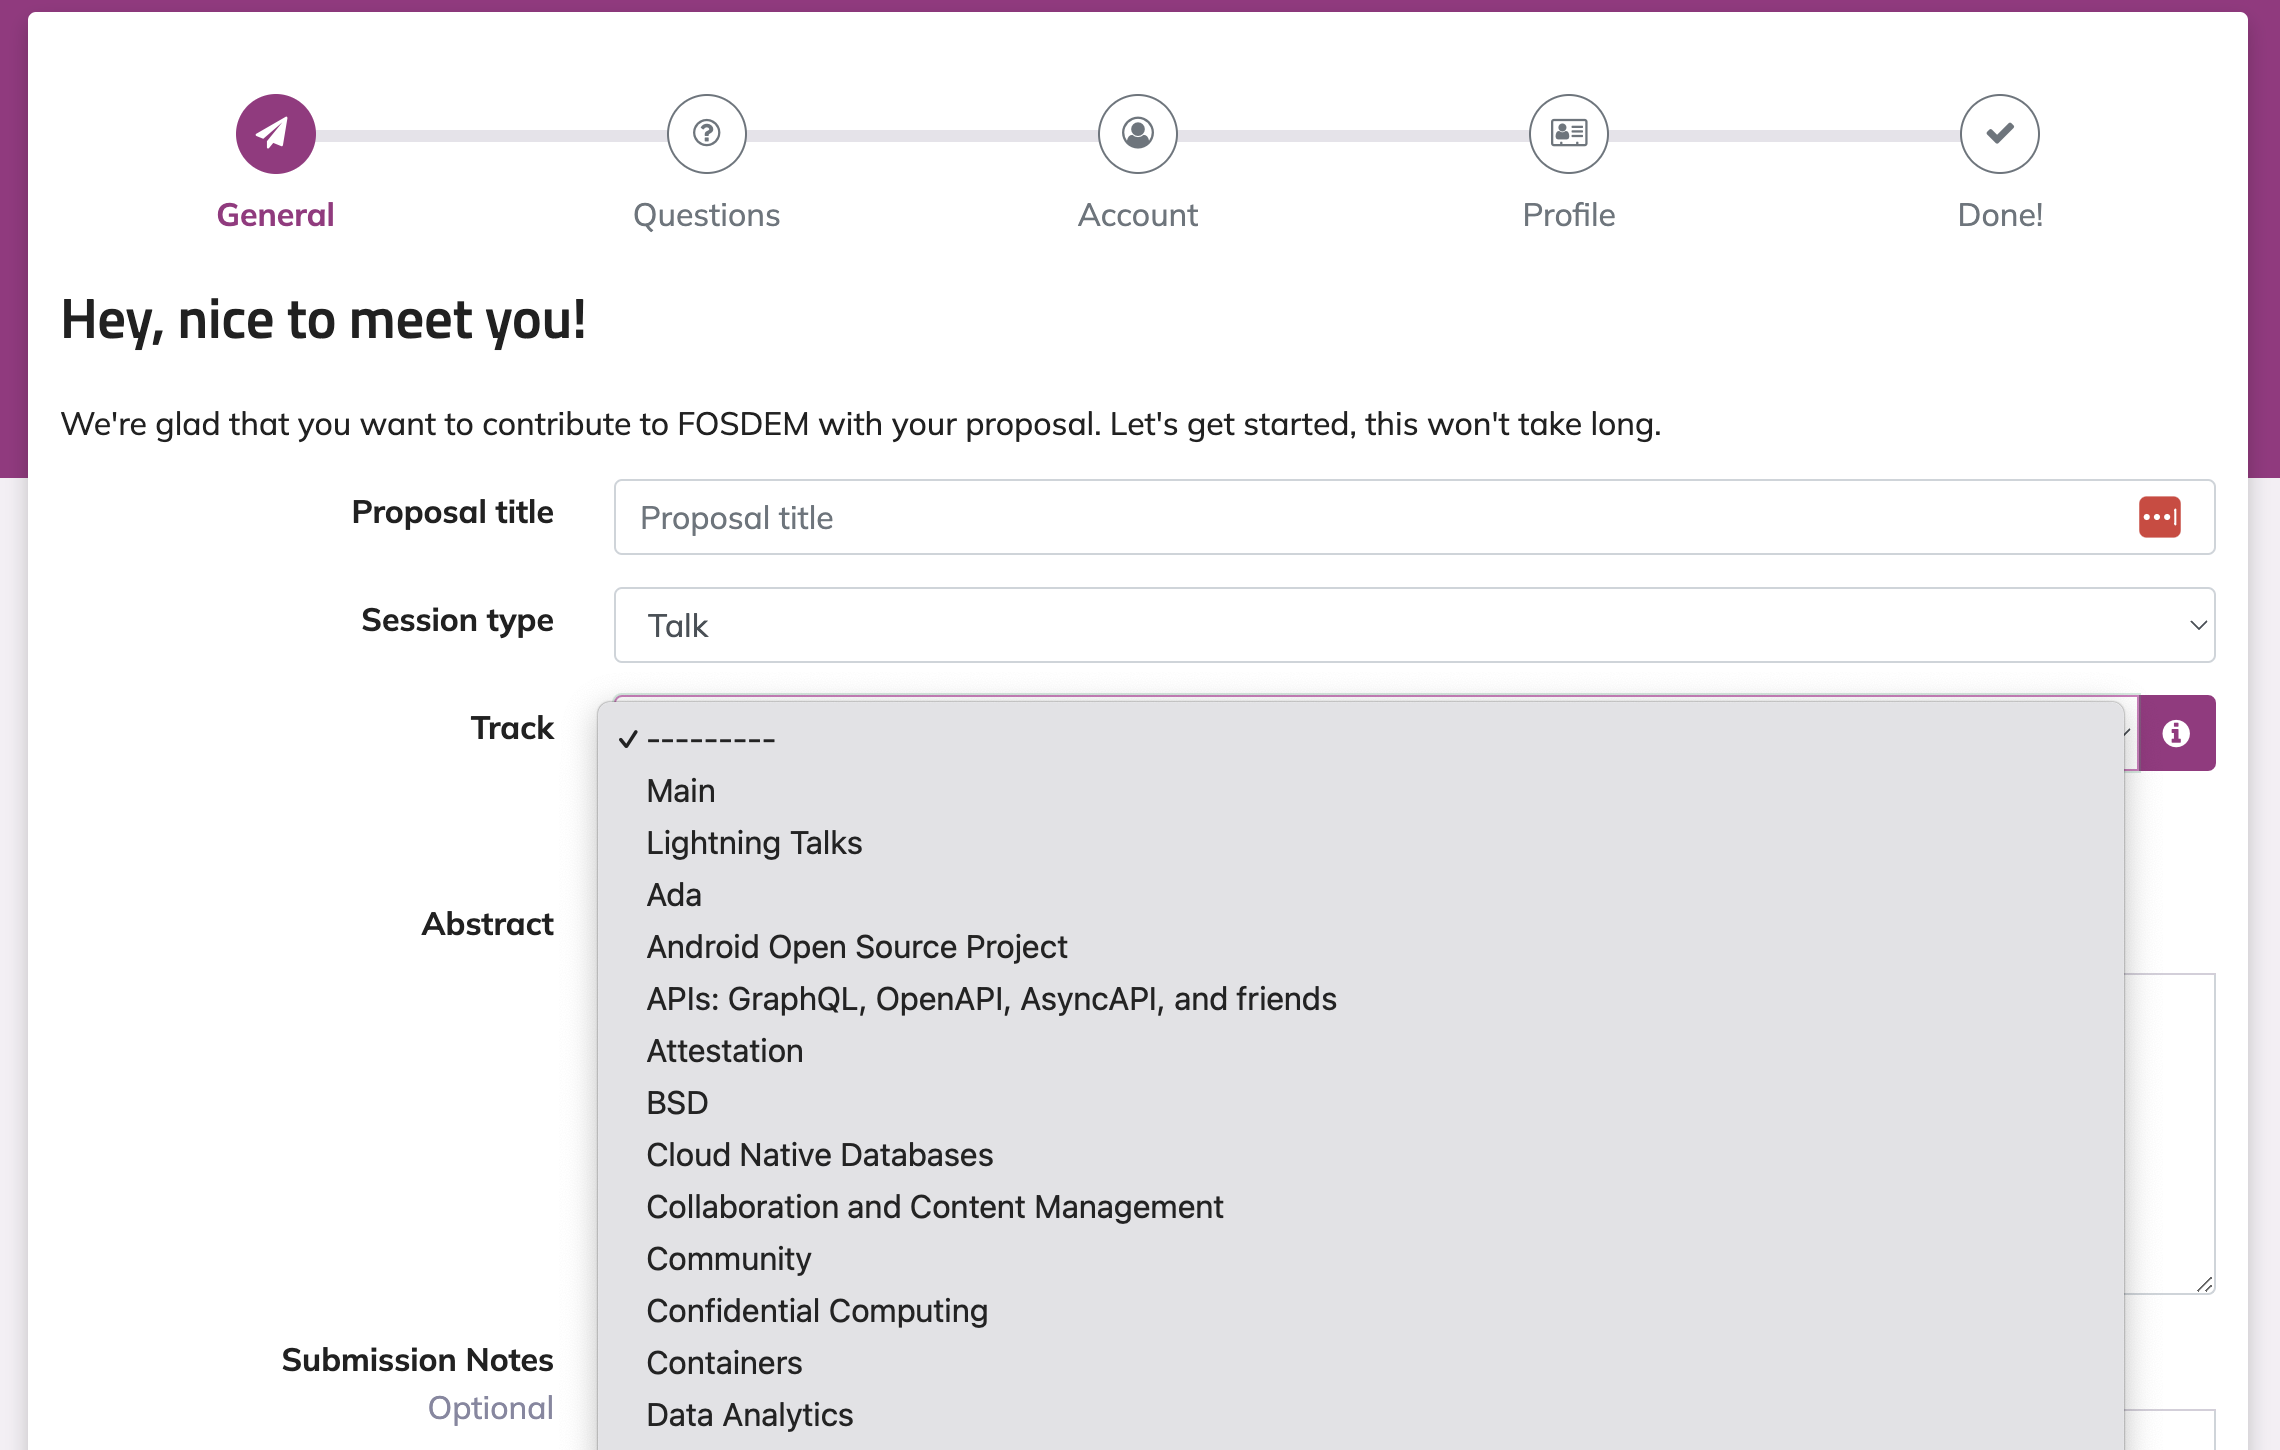 General
Questions
Account
Profile
Done!
Hey, nice to meet you!
We're glad that you want to contribute to FOSDEM with your proposal. Let's get started, this won't take long.
Proposal title
Proposal title
Session type
Talk
Track
---------
Main
Lightning Talks
Ada
Abstract
Android Open Source Project
APIs: GraphQL, OpenAPI, AsyncAPI, and friends
Attestation
BSD
Cloud Native Databases
Collaboration and Content Management
Community
Confidential Computing
Submission Notes
Containers
Optional
Data Analytics